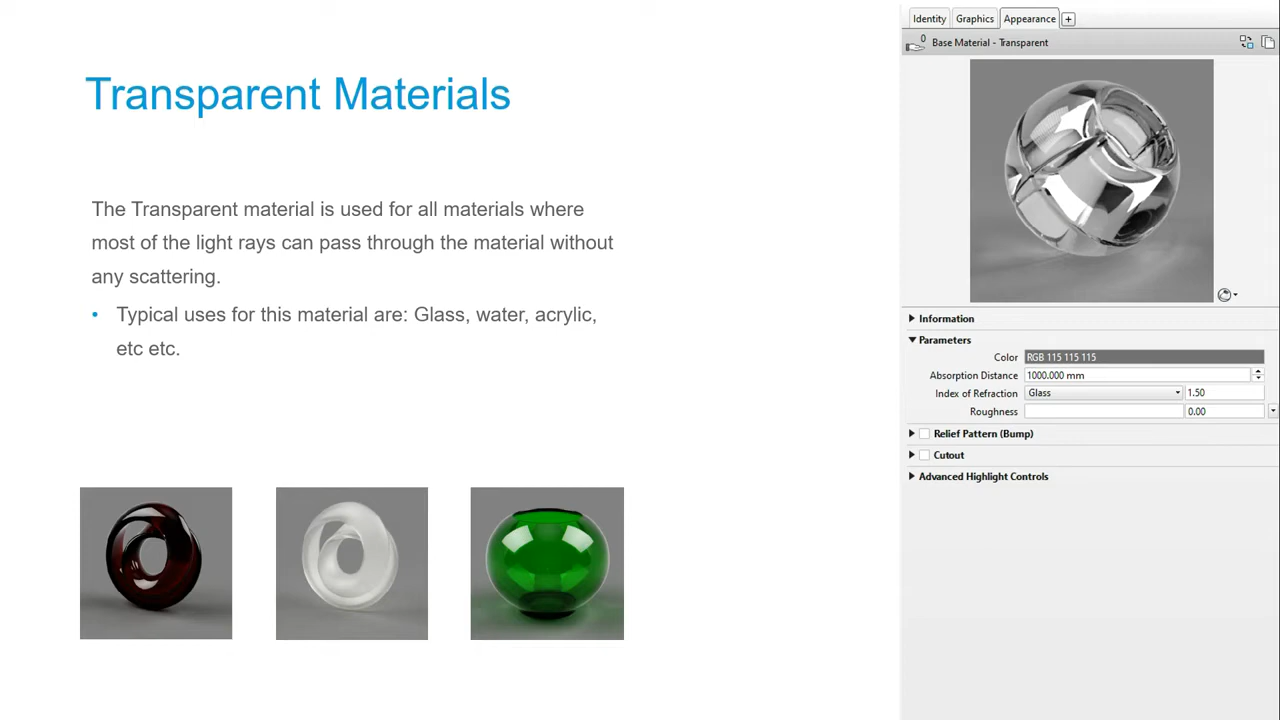 Transparent Materials
The Transparent material is used for all materials where
most of the light rays can pass through the material without
any scattering.
• Typical uses for this material are: Glass, water, acrylic,
etc etc.
Identity Graphics Appearance +
0
Base Material - Transparent
Information
Parameters
Color RGB 115 115 115
Absorption Distance 1000.000 mm
Index of Refraction Glass 1.50
Roughness 0.00
Relief Pattern (Bump)
Cutout
Advanced Highlight Controls